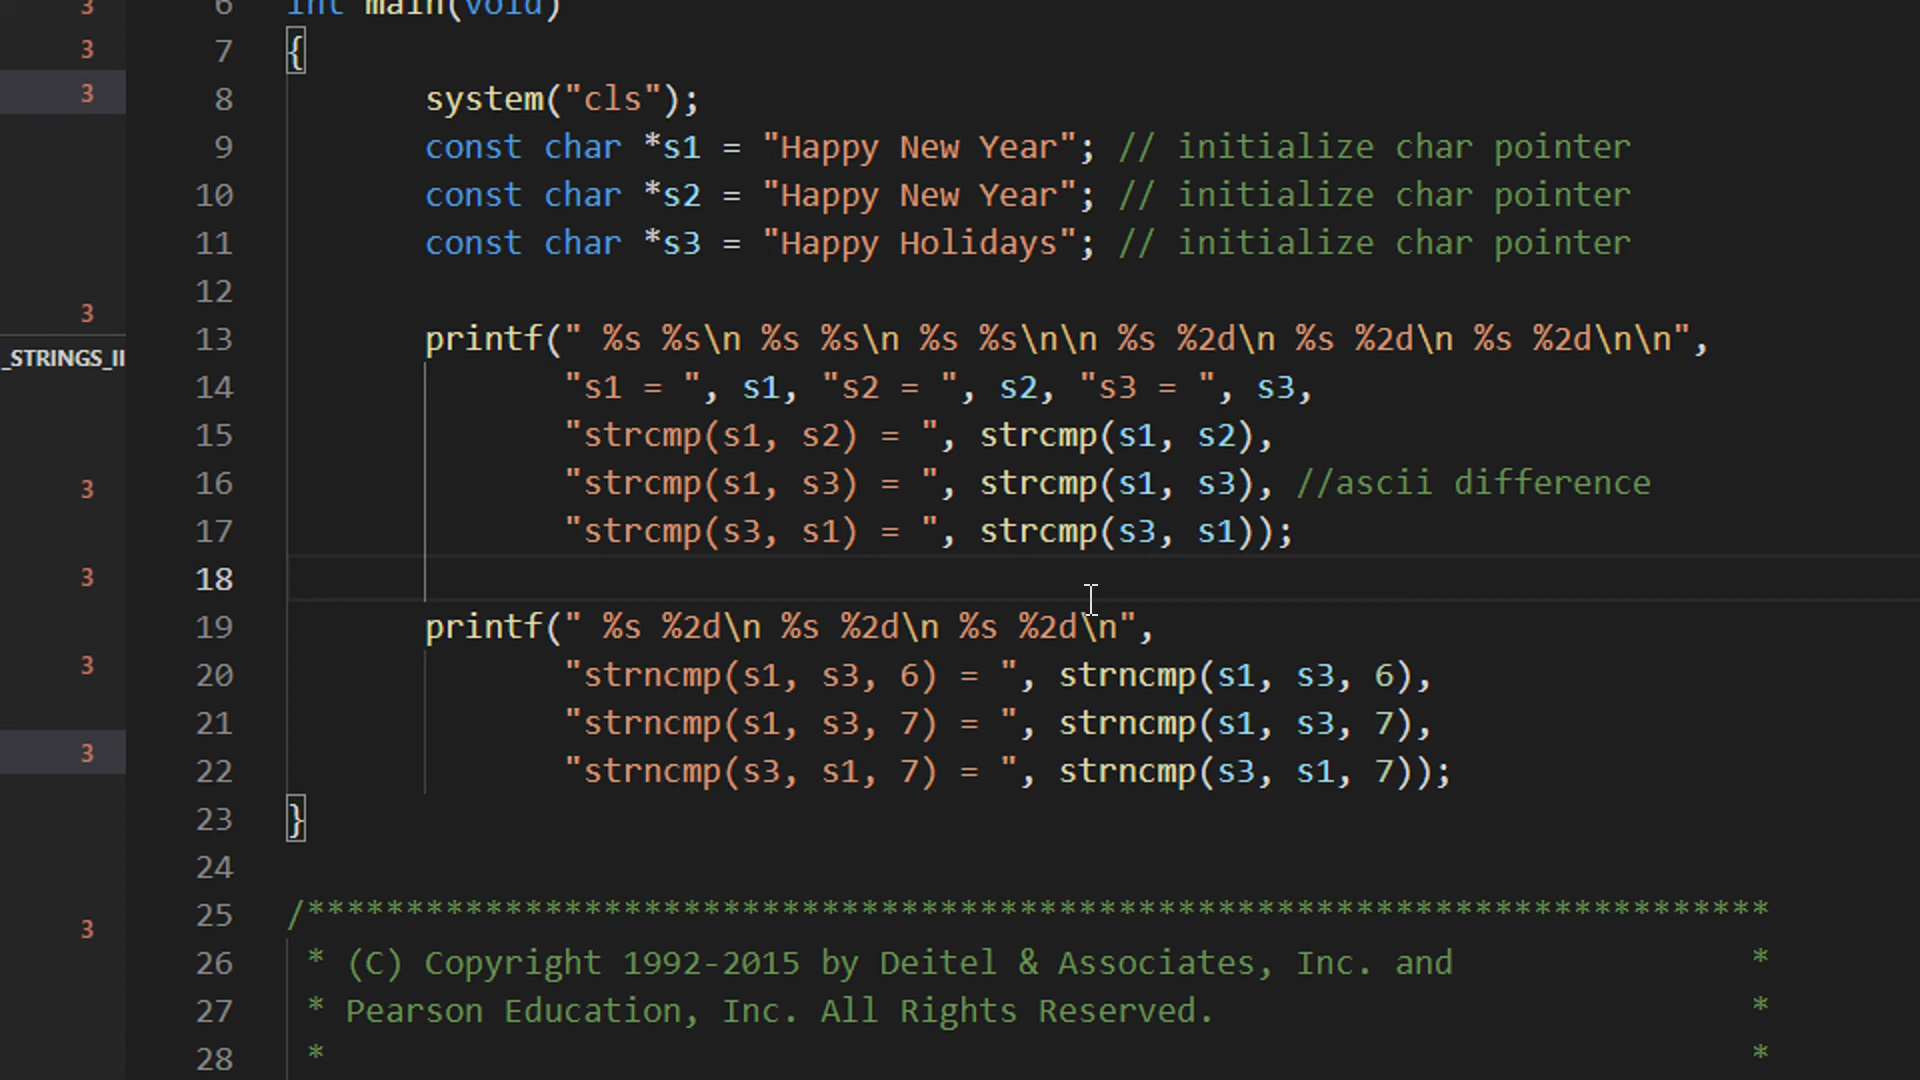 3
3
3
3
_STRINGS_II
3
3
3
3
3
6 int main(void)
7 {
8 system("cls");
9 const char *s1 = "Happy New Year"; // initialize char pointer
10 const char *s2 = "Happy New Year"; // initialize char pointer
11 const char *s3 = "Happy Holidays"; // initialize char pointer
12
13 printf(" %s %s\n %s %s\n %s %s\n\n %s %2d\n %s %2d\n %s %2d\n\n",
14 "s1 = ", s1, "s2 = ", s2, "s3 = ", s3,
15 "strcmp(s1, s2) = ", strcmp(s1, s2),
16 "strcmp(s1, s3) = ", strcmp(s1, s3), //ascii difference
17 "strcmp(s3, s1) = ", strcmp(s3, s1));
18
19 printf(" %s %2d\n %s %2d\n %s %2d\n",
20 "strncmp(s1, s3, 6) = ", strncmp(s1, s3, 6),
21 "strncmp(s1, s3, 7) = ", strncmp(s1, s3, 7),
22 "strncmp(s3, s1, 7) = ", strncmp(s3, s1, 7));
23 }
24
25 /**************************************************************************
26 * (C) Copyright 1992-2015 by Deitel & Associates, Inc. and *
27 * Pearson Education, Inc. All Rights Reserved. *
28 * *